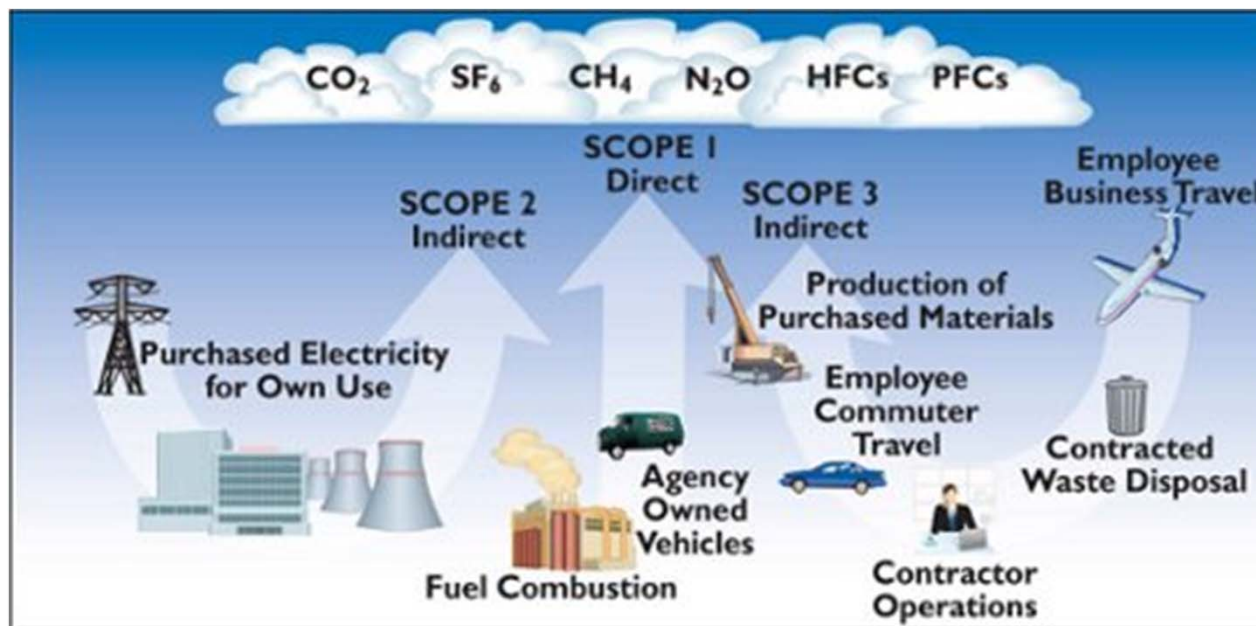 CO₂ SF₆ CH₄ N₂O HFCs PFCs
SCOPE 1
Direct
SCOPE 2
Indirect
SCOPE 3
Indirect
Employee
Business Travel
Purchased Electricity
for Own Use
Production of
Purchased Materials
Employee
Commuter
Travel
Contracted
Waste Disposal
Agency
Owned
Vehicles
Fuel Combustion
Contractor
Operations